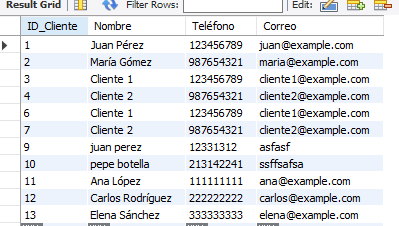 Result Grid Filter Rows: Edit:
ID_Cliente Nombre Teléfono Correo
1 Juan Pérez 123456789 juan@example.com
2 María Gómez 987654321 maria@example.com
3 Cliente 1 123456789 cliente1@example.com
4 Cliente 2 987654321 cliente2@example.com
6 Cliente 1 123456789 cliente1@example.com
7 Cliente 2 987654321 cliente2@example.com
9 juan perez 12331312 asfasf
10 pepe botella 213142241 ssffsafsa
11 Ana López 111111111 ana@example.com
12 Carlos Rodríguez 222222222 carlos@example.com
13 Elena Sánchez 333333333 elena@example.com